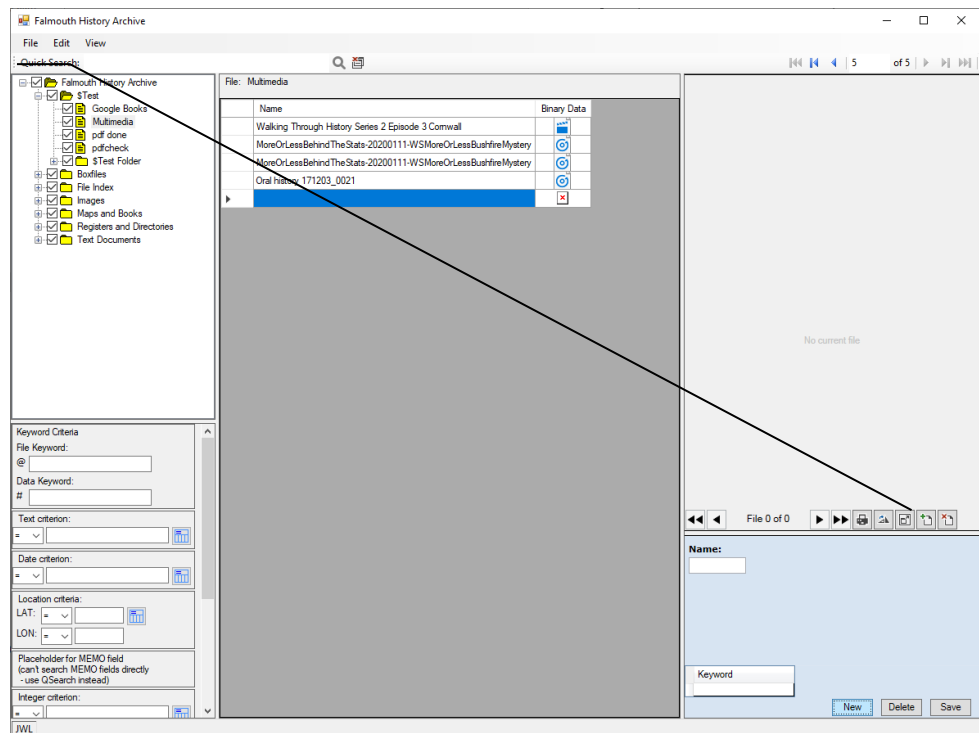 Falmouth History Archive
File Edit View
Quick Search:
5 of 5
Falmouth History Archive
$Test
Google Books
Multimedia
pdf done
pdfcheck
$Test Folder
Boxfiles
File Index
Images
Maps and Books
Registers and Directories
Text Documents
File: Multimedia
Name Binary Data
Walking Through History Series 2 Episode 3 Cornwall
MoreOrLessBehindTheStats-20200111-WSMoreOrLessBushfireMystery
MoreOrLessBehindTheStats-20200111-WSMoreOrLessBushfireMystery
Oral history 171203_0021
No current file
Keyword Criteria
File Keyword:
@
Data Keyword:
#
Text criterion:
=
Date criterion:
=
Location criteria:
LAT: =
LON: =
Placeholder for MEMO field
(can't search MEMO fields directly
- use QSearch instead)
Integer criterion:
=
File 0 of 0
Name:
Keyword
New Delete Save
JWL